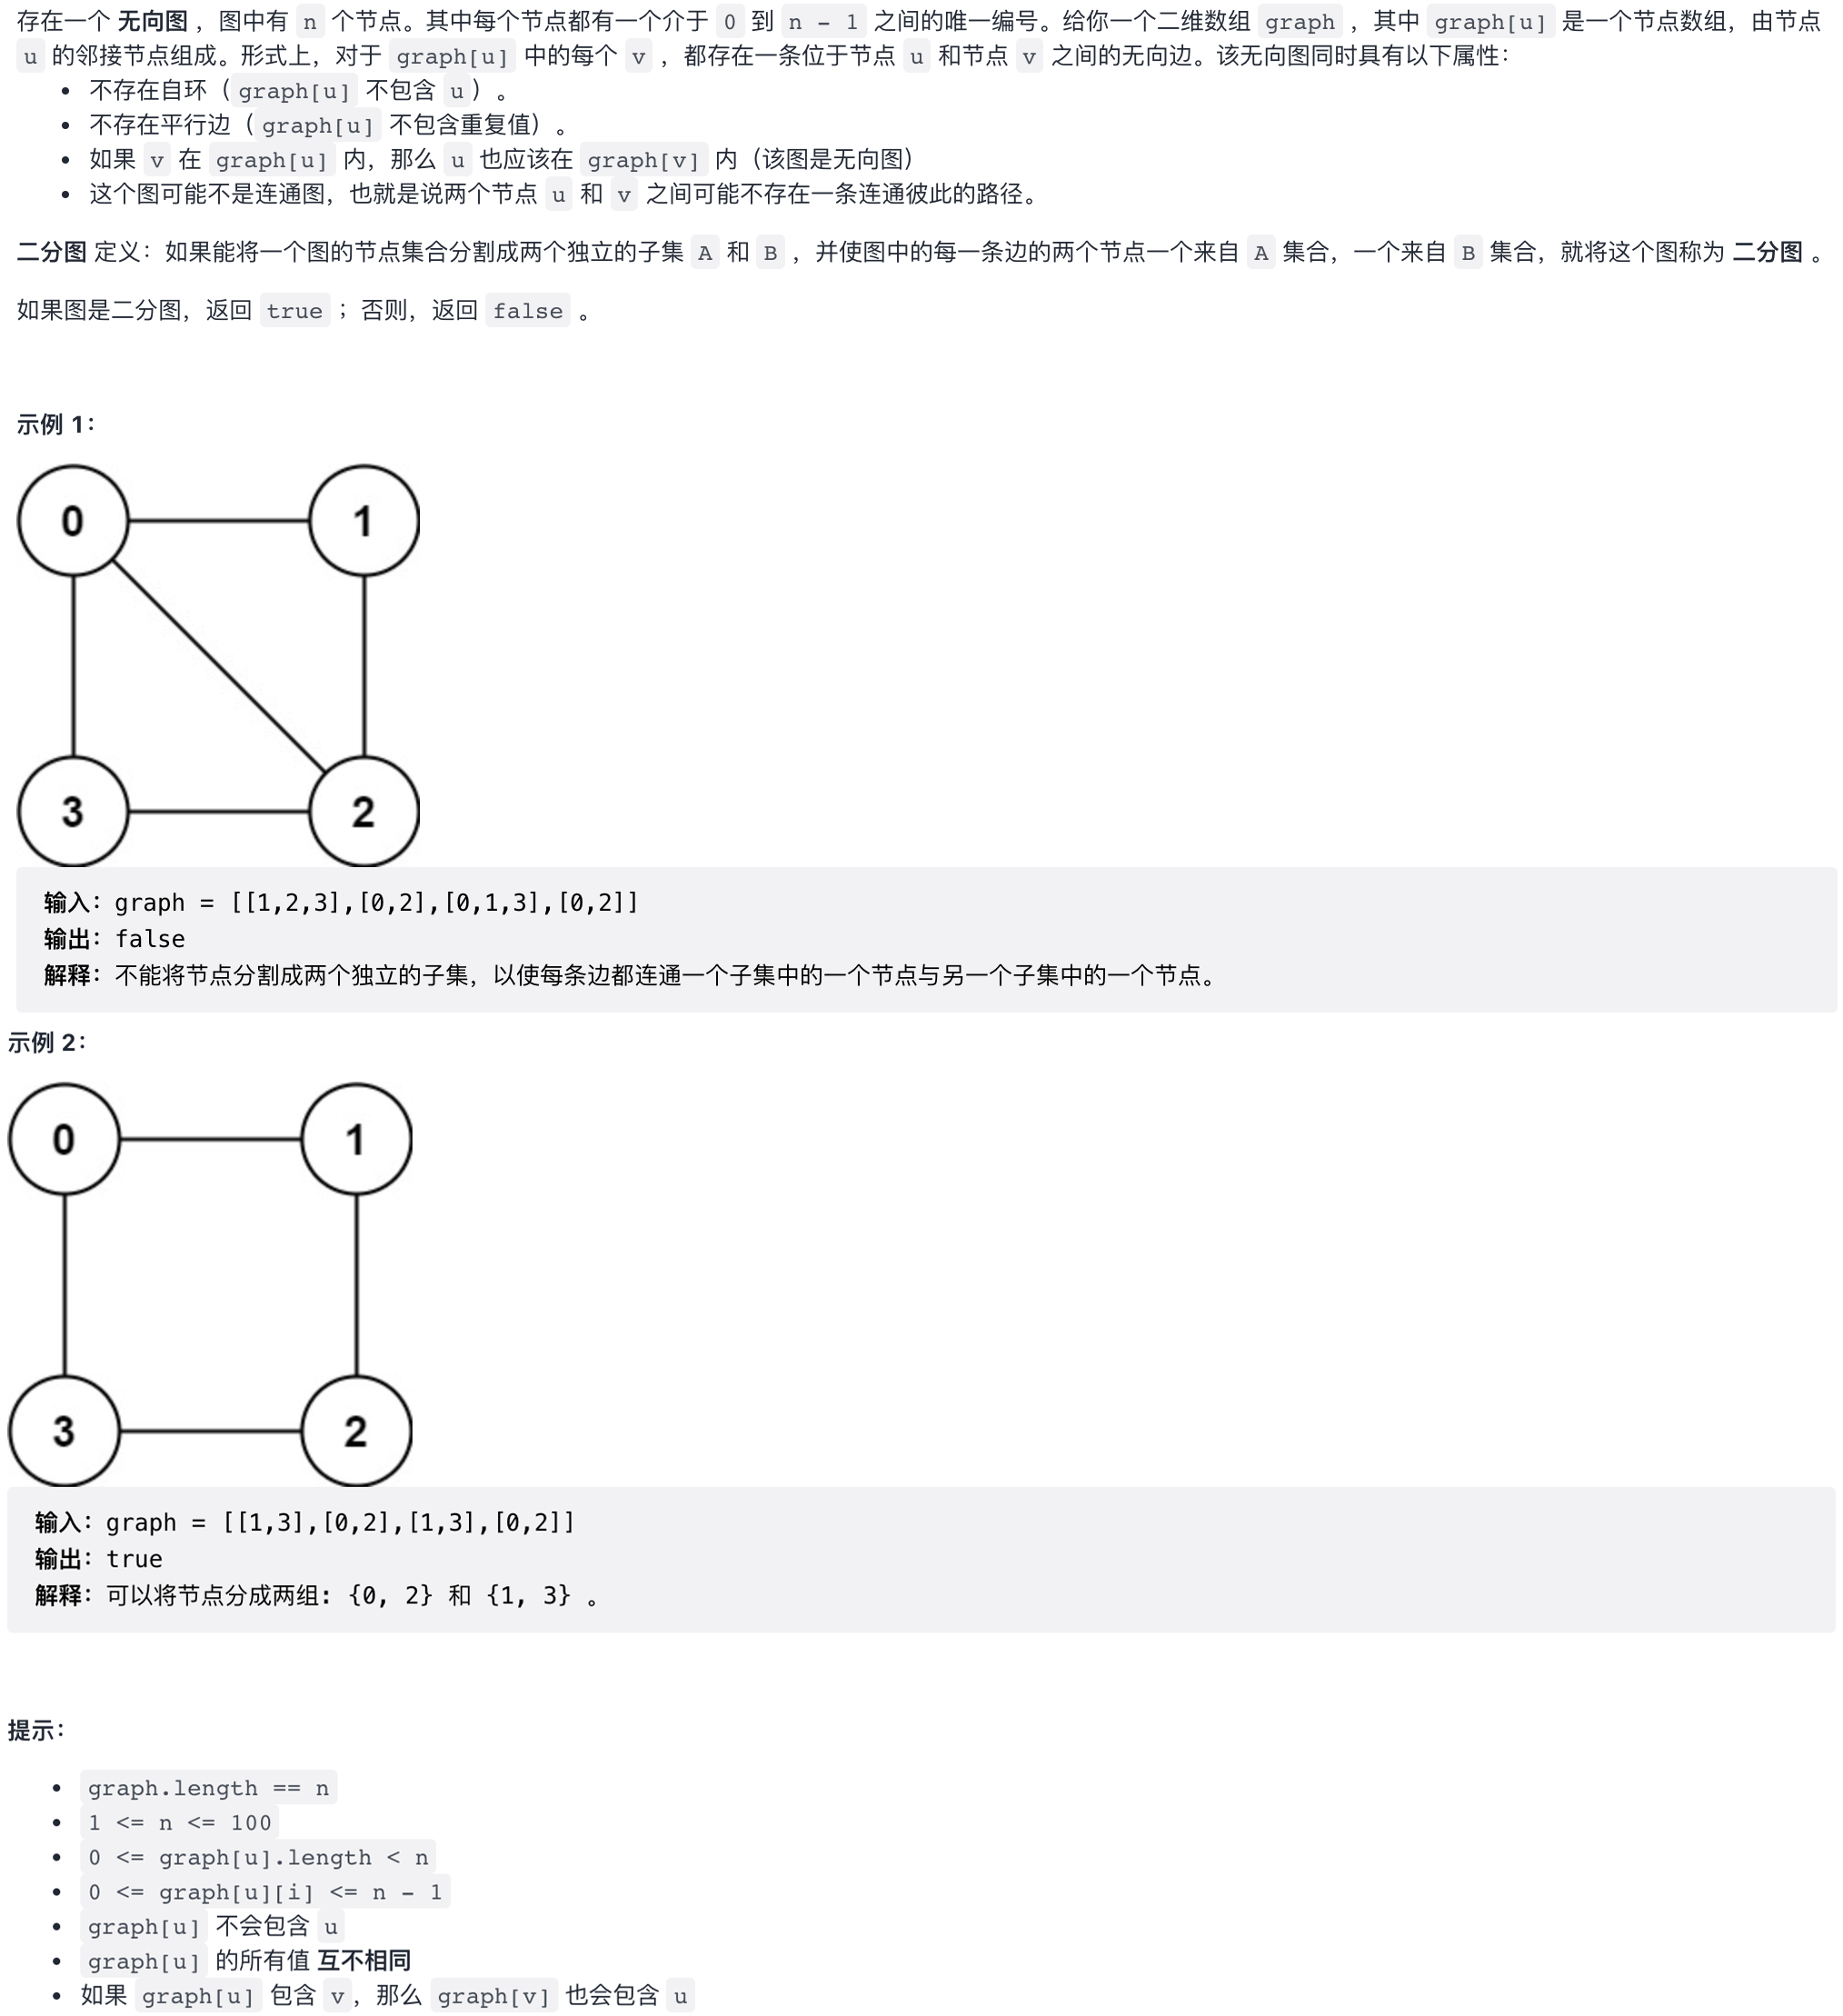 存在一个 无向图 ，图中有 n 个节点。其中每个节点都有一个介于 0 到 n - 1 之间的唯一编号。给你一个二维数组 graph ，其中 graph[u] 是一个节点数组，由节点
u 的邻接节点组成。形式上，对于 graph[u] 中的每个 v ，都存在一条位于节点 u 和节点 v 之间的无向边。该无向图同时具有以下属性：
• 不存在自环（graph[u] 不包含 u）。
• 不存在平行边（graph[u] 不包含重复值）。
• 如果 v 在 graph[u] 内，那么 u 也应该在 graph[v] 内（该图是无向图）
• 这个图可能不是连通图，也就是说两个节点 u 和 v 之间可能不存在一条连通彼此的路径。
二分图 定义：如果能将一个图的节点集合分割成两个独立的子集 A 和 B ，并使图中的每一条边的两个节点一个来自 A 集合，一个来自 B 集合，就将这个图称为 二分图 。
如果图是二分图，返回 true ；否则，返回 false 。
示例 1：
0 1
3 2
输入：graph = [[1,2,3],[0,2],[0,1,3],[0,2]]
输出：false
解释：不能将节点分割成两个独立的子集，以使每条边都连通一个子集中的一个节点与另一个子集中的一个节点。
示例 2：
0 1
3 2
输入：graph = [[1,3],[0,2],[1,3],[0,2]]
输出：true
解释：可以将节点分成两组: {0, 2} 和 {1, 3} 。
提示：
• graph.length == n
• 1 <= n <= 100
• 0 <= graph[u].length < n
• 0 <= graph[u][i] <= n - 1
• graph[u] 不会包含 u
• graph[u] 的所有值 互不相同
• 如果 graph[u] 包含 v，那么 graph[v] 也会包含 u